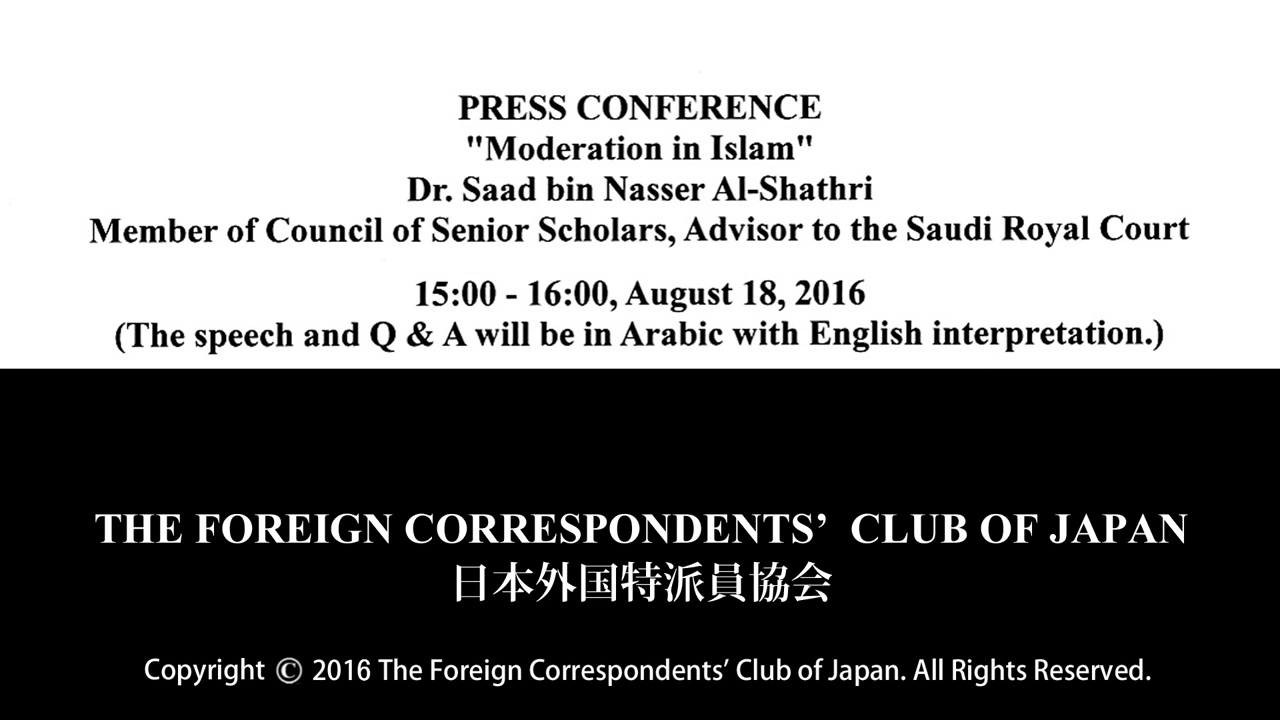 PRESS CONFERENCE
"Moderation in Islam"
Dr. Saad bin Nasser Al-Shathri
Member of Council of Senior Scholars, Advisor to the Saudi Royal Court
15:00 - 16:00, August 18, 2016
(The speech and Q & A will be in Arabic with English interpretation.)
THE FOREIGN CORRESPONDENTS’ CLUB OF JAPAN
日本外国特派員協会
Copyright © 2016 The Foreign Correspondents’ Club of Japan. All Rights Reserved.